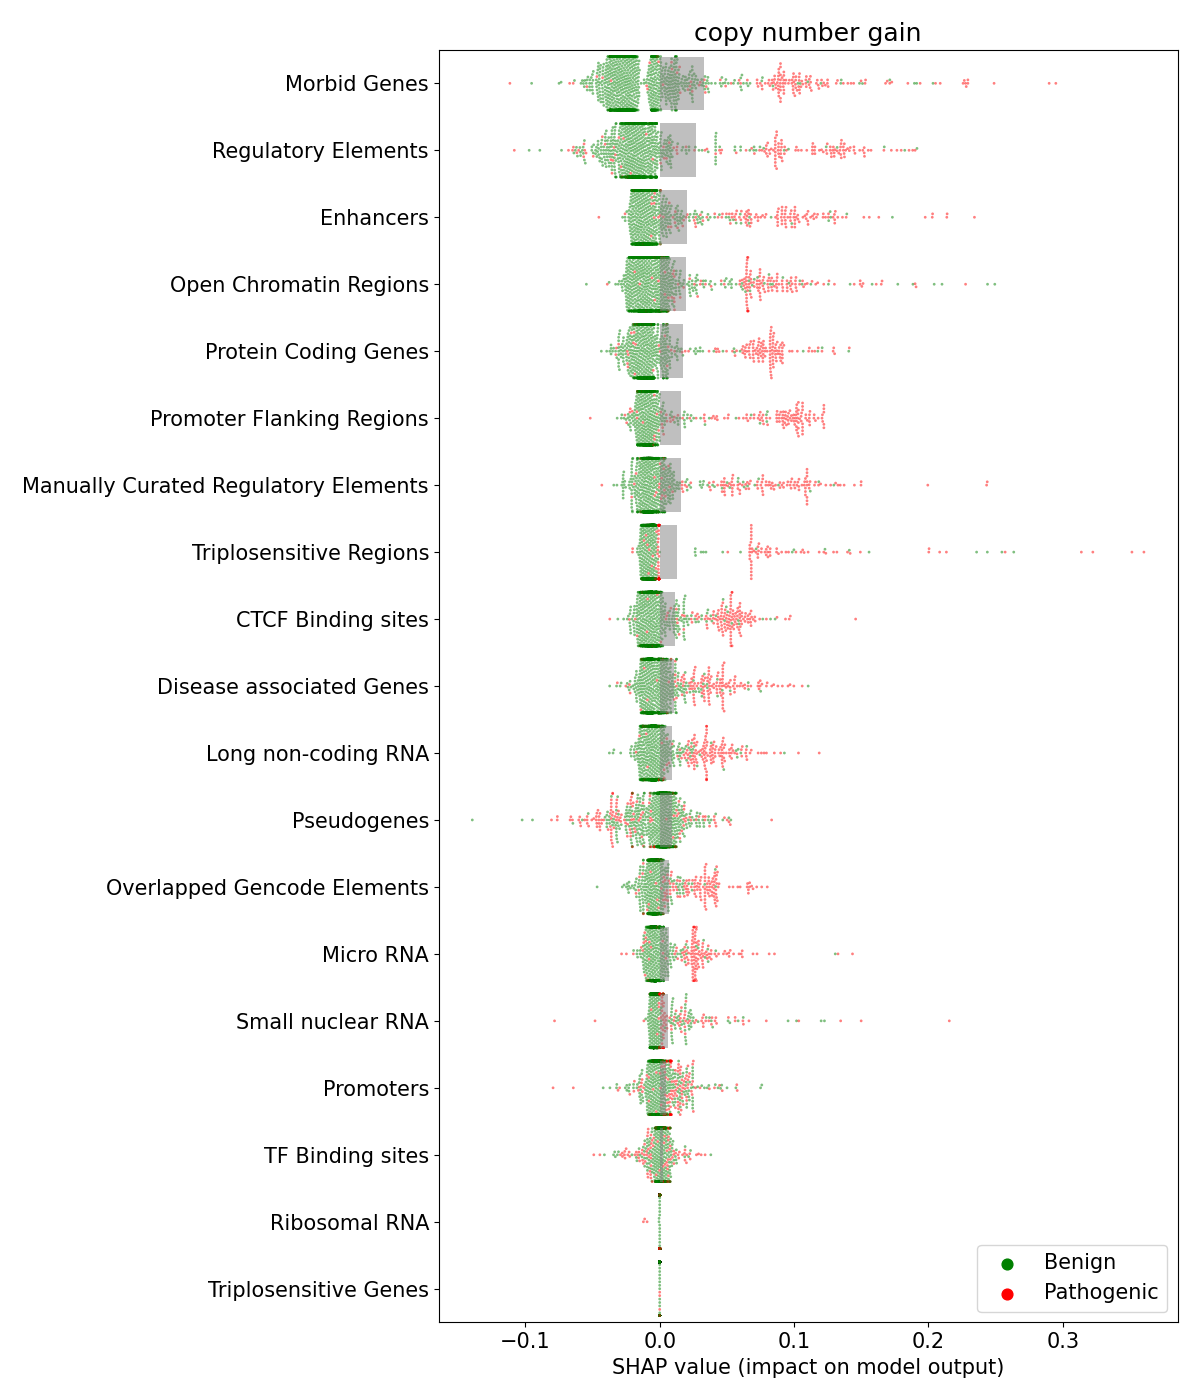 copy number gain
Morbid Genes
Regulatory Elements
Enhancers
Open Chromatin Regions
Protein Coding Genes
Promoter Flanking Regions
Manually Curated Regulatory Elements
Triplosensitive Regions
CTCF Binding sites
Disease associated Genes
Long non-coding RNA
Pseudogenes
Overlapped Gencode Elements
Micro RNA
Small nuclear RNA
Promoters
TF Binding sites
Ribosomal RNA
Triplosensitive Genes
Benign
Pathogenic
−0.1 0.0 0.1 0.2 0.3
SHAP value (impact on model output)